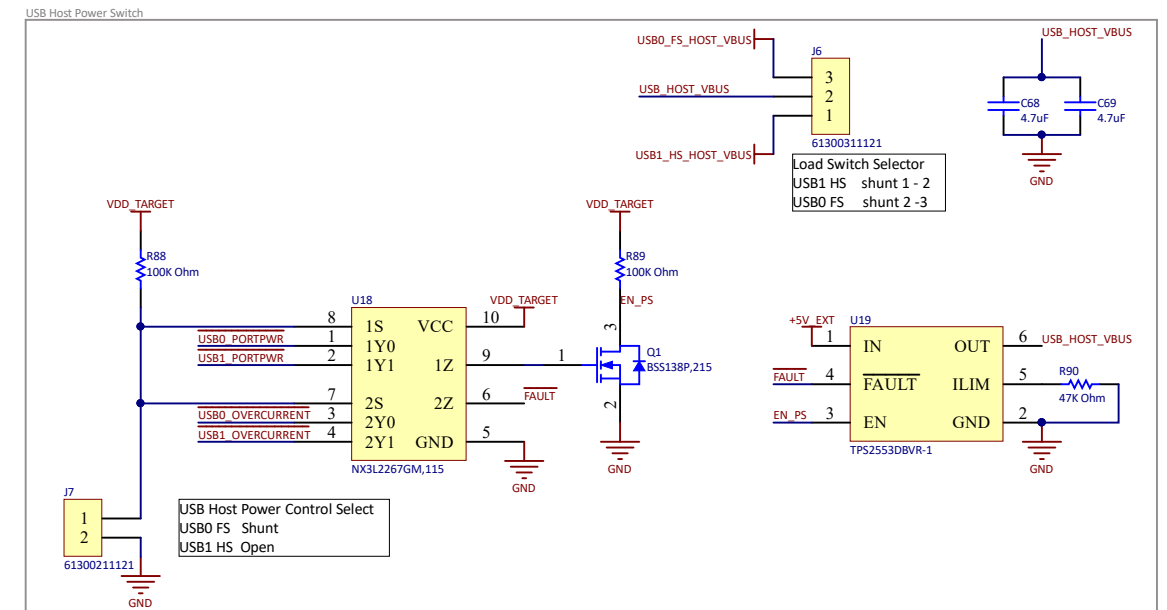 USB Host Power Switch
USB0_FS_HOST_VBUS
USB_HOST_VBUS
USB1_HS_HOST_VBUS
J6
3
2
1
61300311121
Load Switch Selector
USB1 HS shunt 1 - 2
USB0 FS shunt 2 -3
USB_HOST_VBUS
C68
4.7uF
C69
4.7uF
GND
VDD_TARGET
R88
100K Ohm
U18
8 1S VCC 10
VDD_TARGET
USB0_PORTPWR
1 1Y0
USB1_PORTPWR
2 1Y1 1Z 9
7 2S 2Z 6
FAULT
USB0_OVERCURRENT
3 2Y0
USB1_OVERCURRENT
4 2Y1 GND 5
GND
NX3L2267GM,115
VDD_TARGET
R89
100K Ohm
EN_PS
3
1
2
Q1
BSS138P,215
GND
+5V_EXT
U19
1 IN OUT 6
USB_HOST_VBUS
FAULT
4 FAULT ILIM 5
R90
47K Ohm
EN_PS
3 EN GND 2
GND
TPS2553DBVR-1
J7
1
2
61300211121
GND
USB Host Power Control Select
USB0 FS Shunt
USB1 HS Open